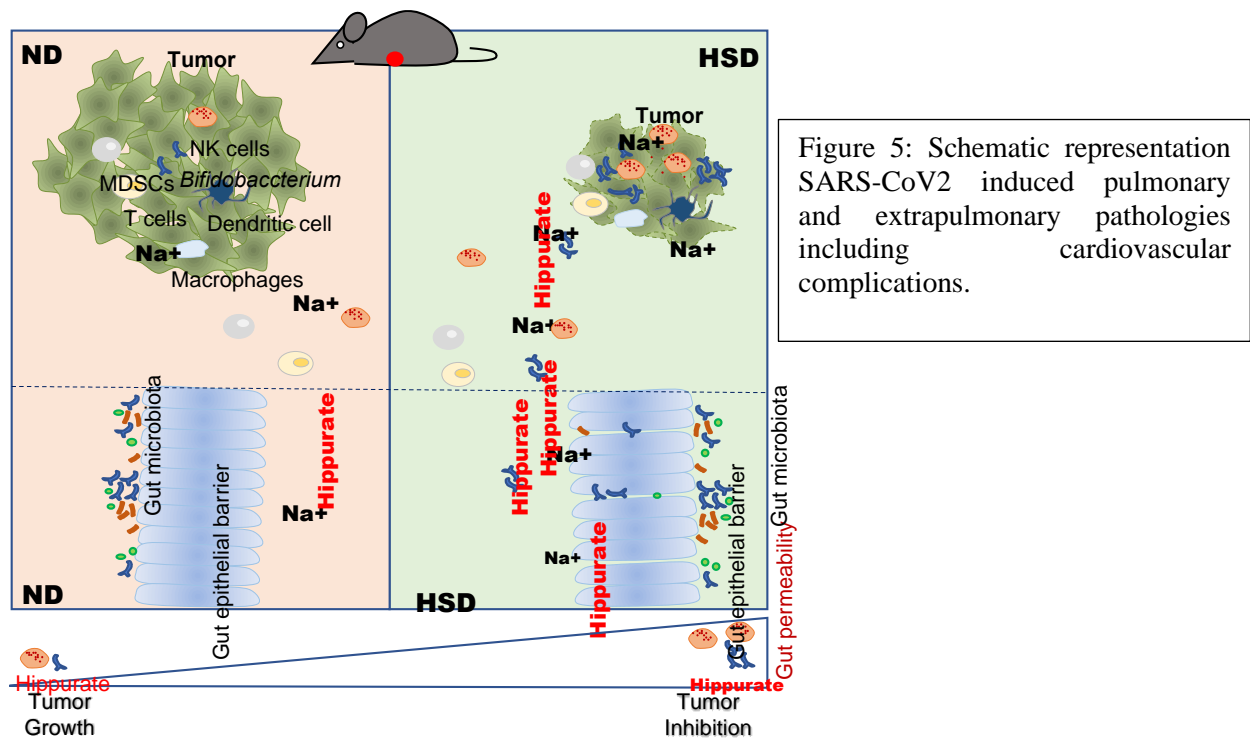 ND
HSD
Tumor
Tumor
Na+
NK cells
MDSCs
Bifidobaccterium
T cells
Dendritic cell
Na+
Macrophages
Na+
Na+
Na+
Hippurate
Na+
Gut microbiota
Gut epithelial barrier
Hippurate
Na+
Hippurate
Hippurate
Na+
Na+
Hippurate
Gut epithelial barrier
Gut microbiota
Gut permeability
ND
HSD
Hippurate
Tumor
Growth
Hippurate
Tumor
Inhibition
Figure 5: Schematic representation
SARS-CoV2 induced pulmonary
and extrapulmonary pathologies
including cardiovascular
complications.